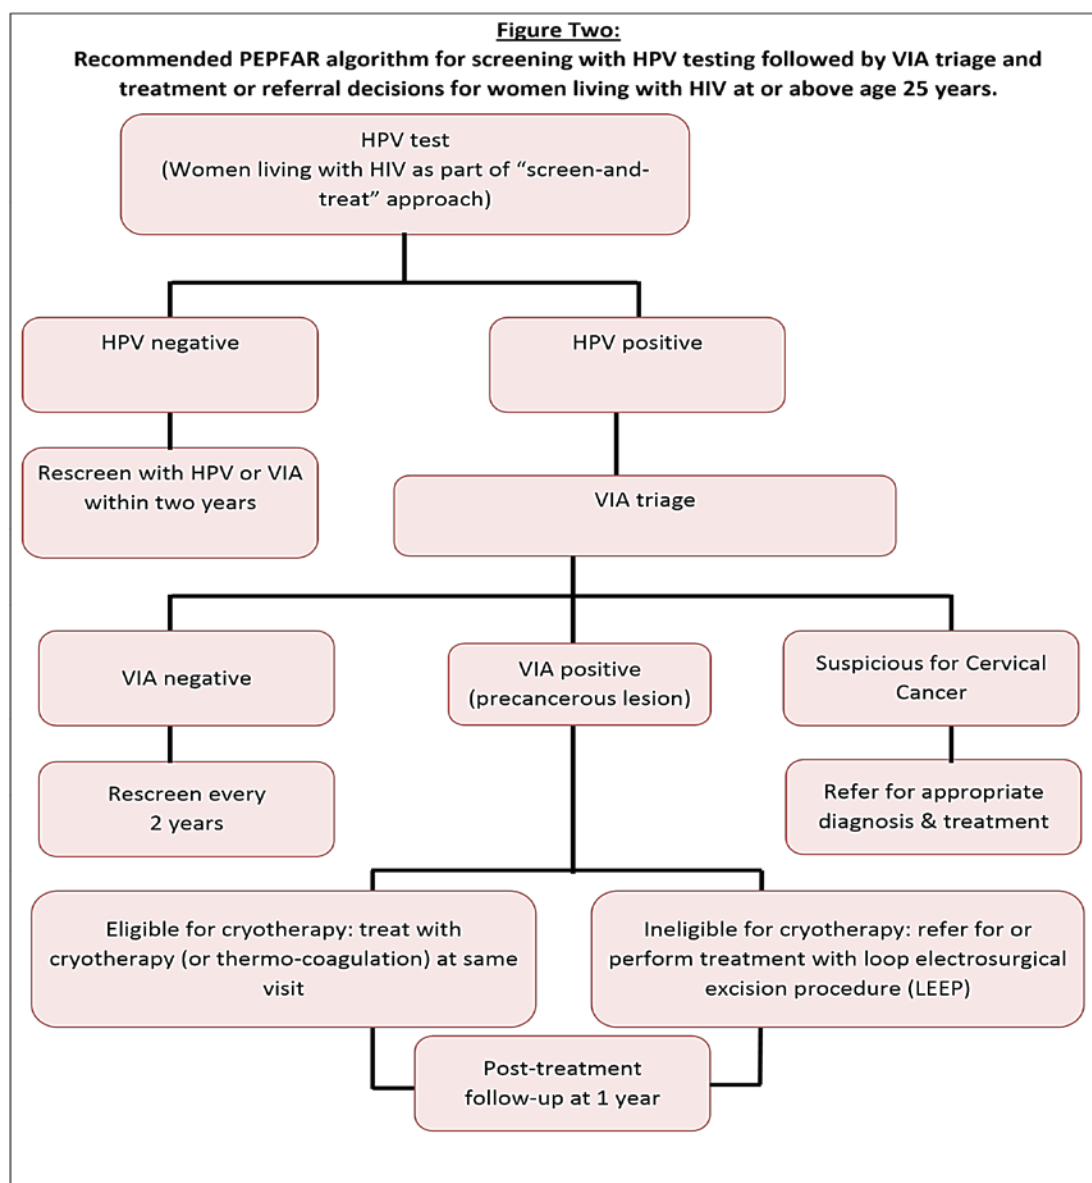 Figure Two:
Recommended PEPFAR algorithm for screening with HPV testing followed by VIA triage and
treatment or referral decisions for women living with HIV at or above age 25 years.
HPV test
(Women living with HIV as part of “screen-and-
treat” approach)
HPV negative
HPV positive
Rescreen with HPV or VIA
within two years
VIA triage
VIA negative
VIA positive
(precancerous lesion)
Suspicious for Cervical
Cancer
Rescreen every
2 years
Refer for appropriate
diagnosis & treatment
Eligible for cryotherapy: treat with
cryotherapy (or thermo-coagulation) at same
visit
Ineligible for cryotherapy: refer for or
perform treatment with loop electrosurgical
excision procedure (LEEP)
Post-treatment
follow-up at 1 year